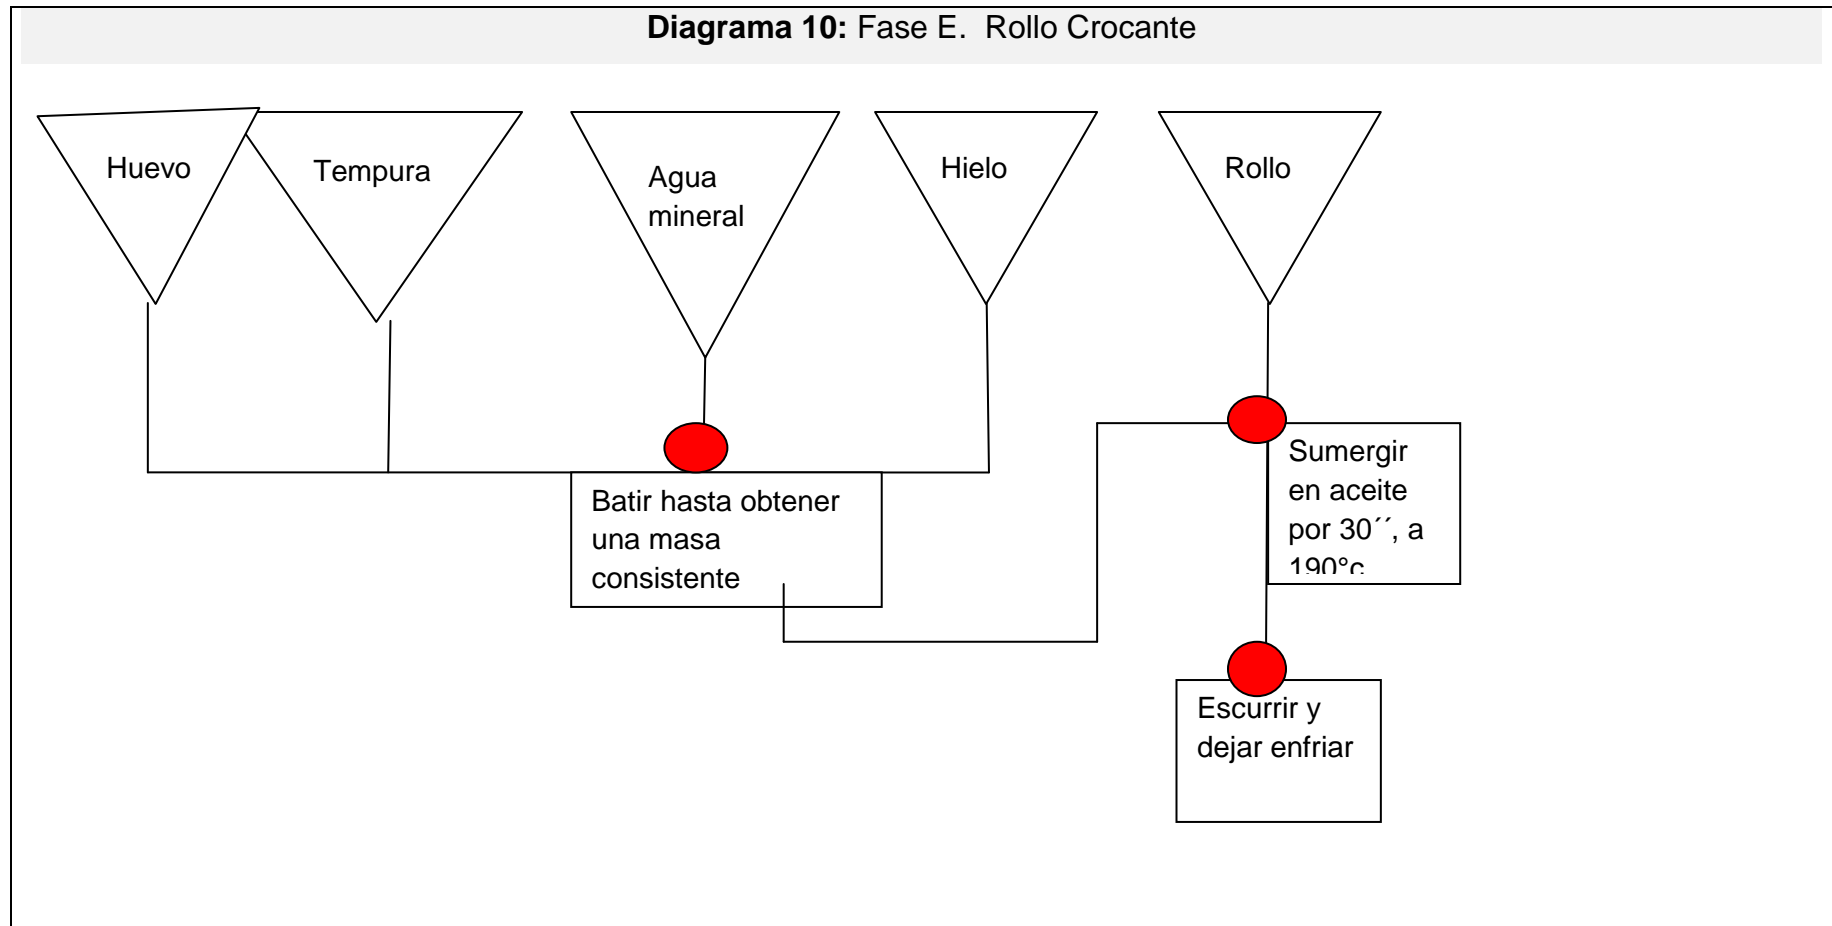 Diagrama 10: Fase E.  Rollo Crocante
Huevo
Tempura
Agua
mineral
Hielo
Rollo
Batir hasta obtener
una masa
consistente
Sumergir
en aceite
por 30´´, a
190°c
Escurrir y
dejar enfriar